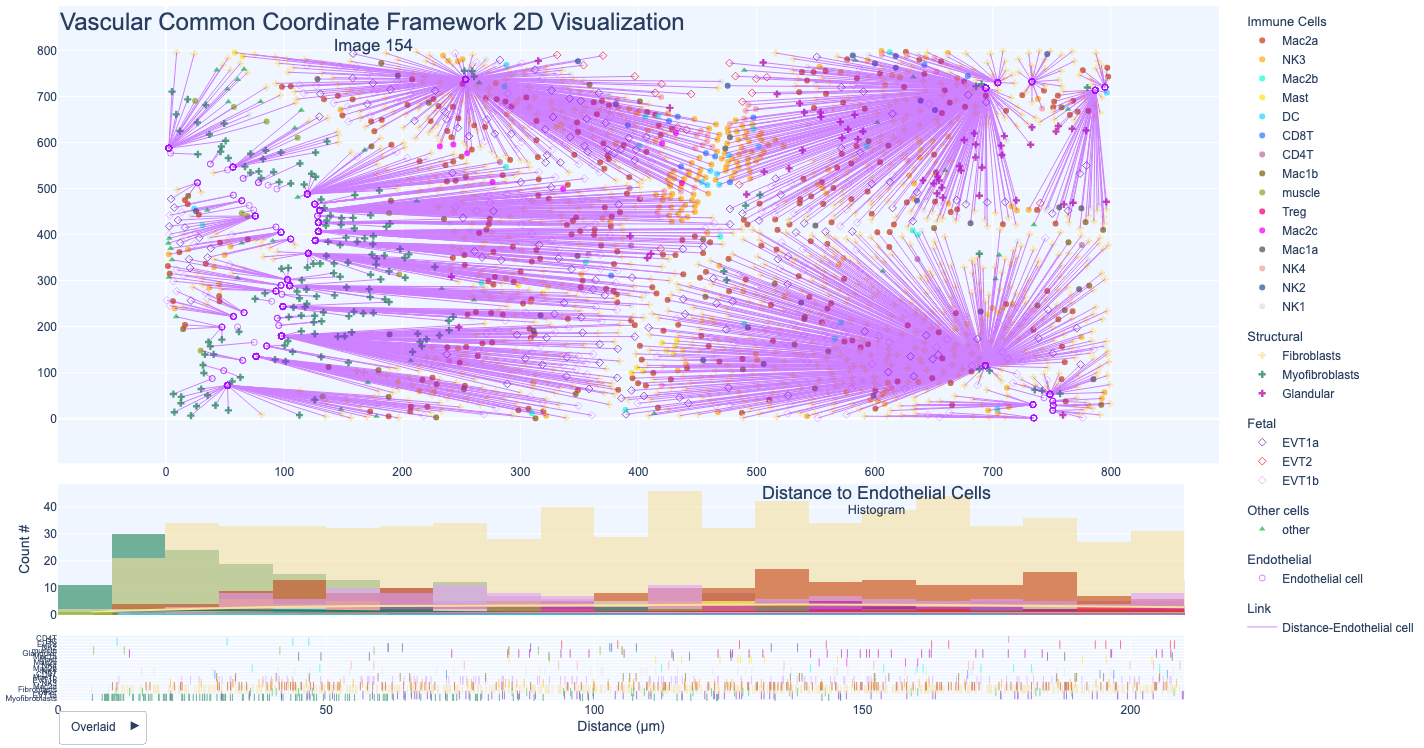 Vascular Common Coordinate Framework 2D Visualization
Image 154
800
700
600
500
400
300
200
100
0
0 100 200 300 400 500 600 700 800
Immune Cells
Mac2a
NK3
Mac2b
Mast
DC
CD8T
CD4T
Mac1b
muscle
Treg
Mac2c
Mac1a
NK4
NK2
NK1
Structural
Fibroblasts
Myofibroblasts
Glandular
Fetal
EVT1a
EVT2
EVT1b
Other cells
other
Endothelial
Endothelial cell
Link
Distance-Endothelial cell
Distance to Endothelial Cells
Histogram
Count #
40
30
20
10
0
CD4T
Fibroblasts
Myofibroblasts
0 50 100 150 200
Distance (μm)
Overlaid ▶